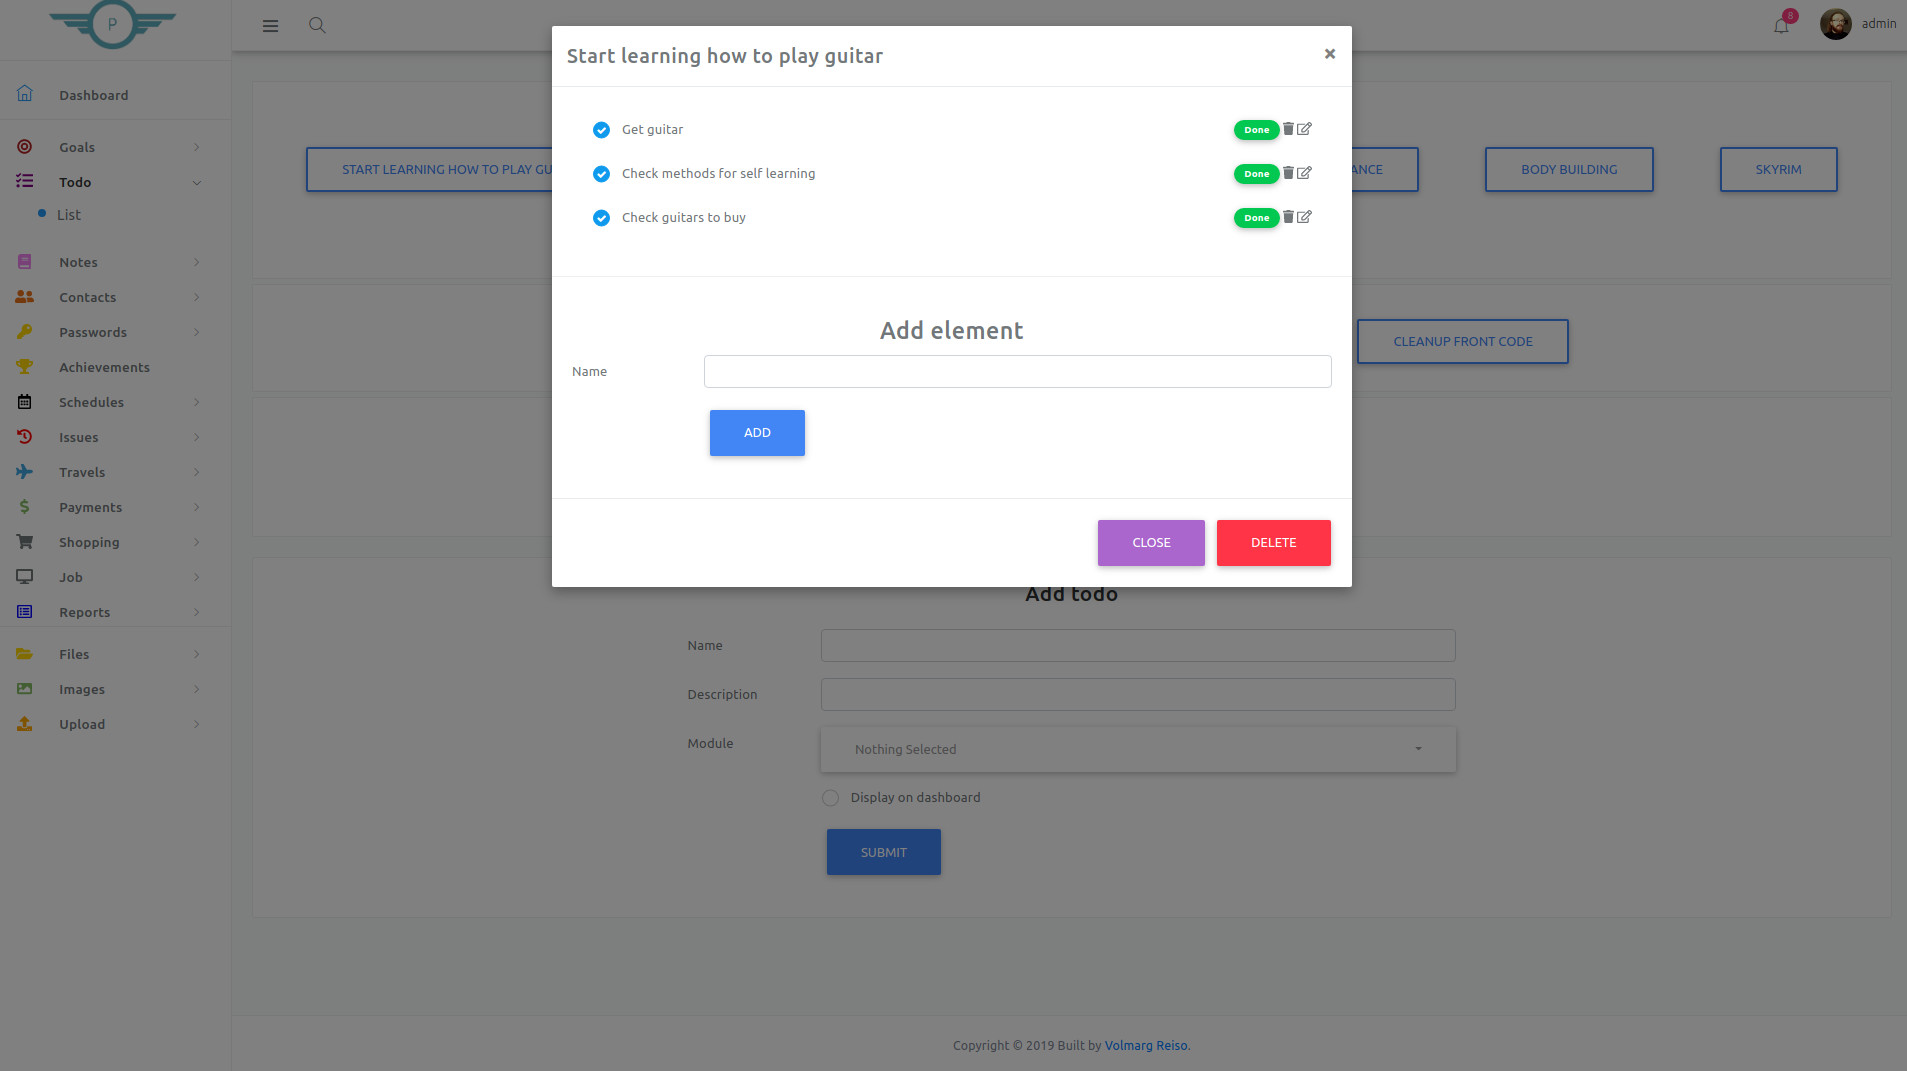 P
8
admin
Dashboard
Goals
Todo
List
Notes
Contacts
Passwords
Achievements
Schedules
Issues
Travels
Payments
Shopping
Job
Reports
Files
Images
Upload
START LEARNING HOW TO PLAY GU
ANCE
BODY BUILDING
SKYRIM
CLEANUP FRONT CODE
Start learning how to play guitar
×
Get guitar Done
Check methods for self learning Done
Check guitars to buy Done
Add element
Name
ADD
CLOSE DELETE
Add todo
Name
Description
Module Nothing Selected
Display on dashboard
SUBMIT
Copyright © 2019 Built by Volmarg Reiso.